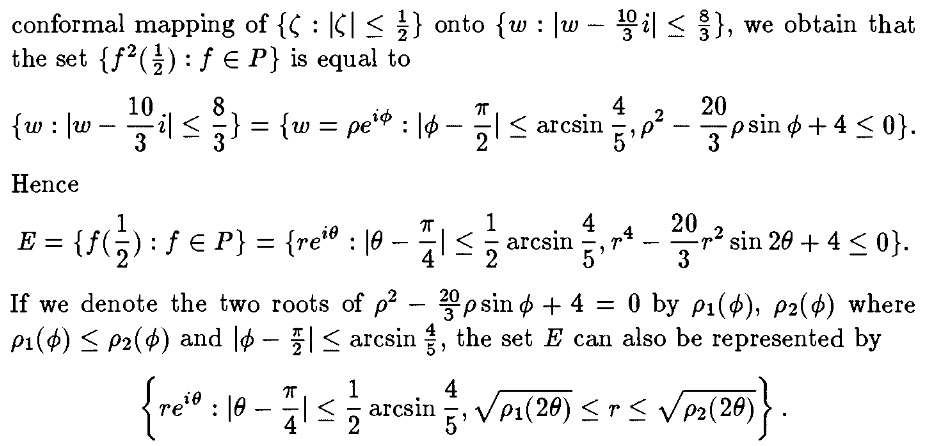 conformal mapping of {ζ : |ζ| ≤ 1/2} onto {w : |w − 10/3 i| ≤ 8/3}, we obtain that
the set {f²(1/2) : f ∈ P} is equal to
{w : |w − 10/3 i| ≤ 8/3} = {w = ρe^{iϕ} : |ϕ − π/2| ≤ arcsin 4/5, ρ² − 20/3 ρ sin ϕ + 4 ≤ 0}.
Hence
E = {f(1/2) : f ∈ P} = {re^{iθ} : |θ − π/4| ≤ 1/2 arcsin 4/5, r⁴ − 20/3 r² sin 2θ + 4 ≤ 0}.
If we denote the two roots of ρ² − 20/3 ρ sin ϕ + 4 = 0 by ρ₁(ϕ), ρ₂(ϕ) where
ρ₁(ϕ) ≤ ρ₂(ϕ) and |ϕ − π/2| ≤ arcsin 4/5, the set E can also be represented by
{re^{iθ} : |θ − π/4| ≤ 1/2 arcsin 4/5, √ρ₁(2θ) ≤ r ≤ √ρ₂(2θ)}.